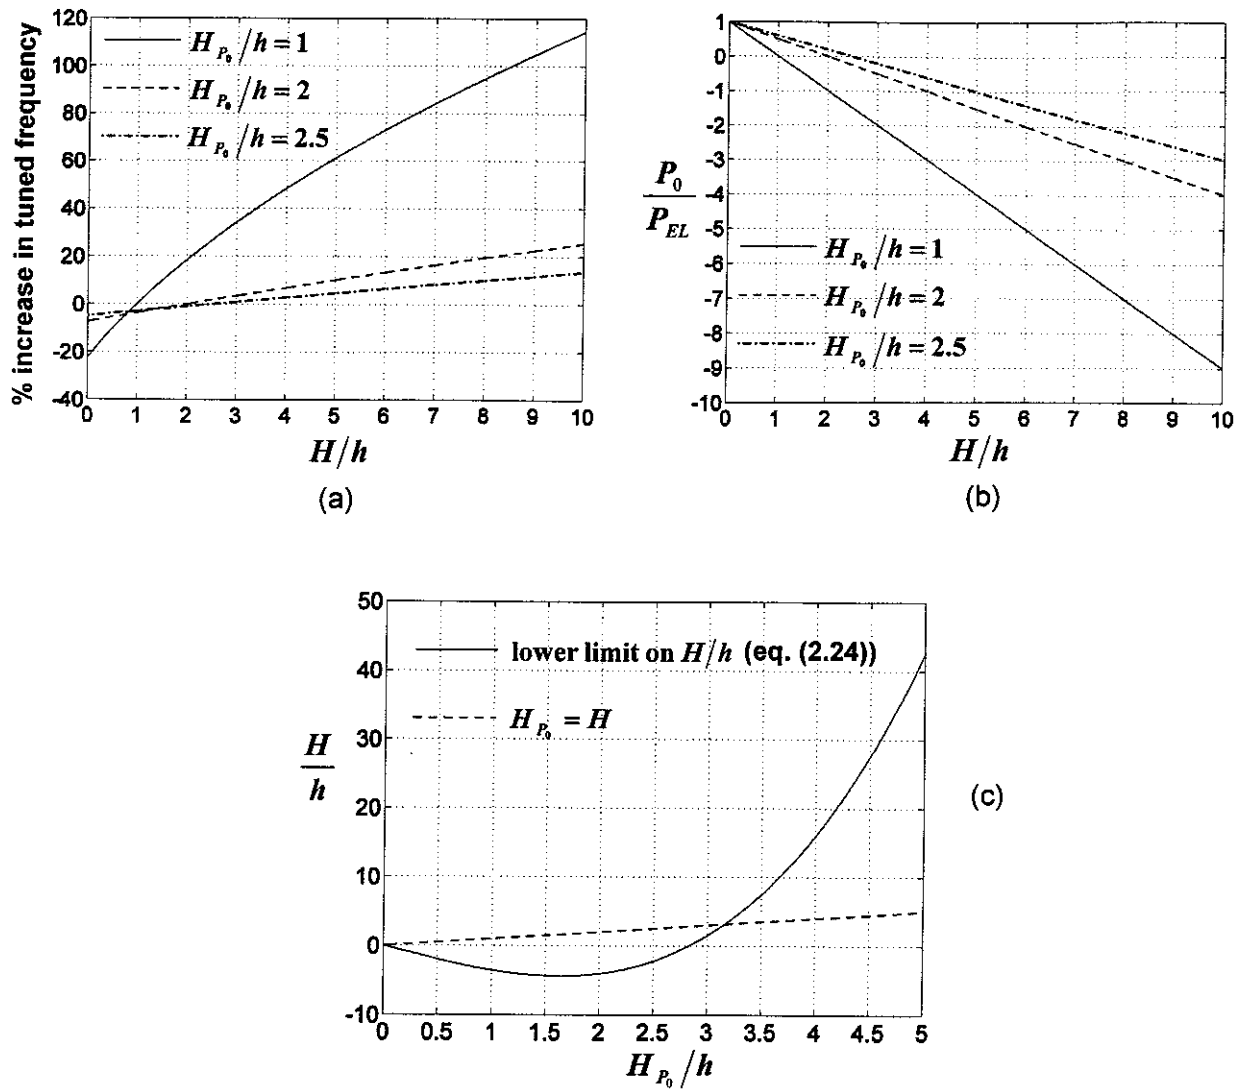 120
100
80
60
40
20
0
-20
-40
% increase in tuned frequency
H_{P_0}/h = 1
H_{P_0}/h = 2
H_{P_0}/h = 2.5
0 1 2 3 4 5 6 7 8 9 10
H/h
(a)
1
0
-1
-2
-3
-4
-5
-6
-7
-8
-9
-10
P_0
P_{EL}
H_{P_0}/h = 1
H_{P_0}/h = 2
H_{P_0}/h = 2.5
0 1 2 3 4 5 6 7 8 9 10
H/h
(b)
50
40
30
20
10
0
-10
lower limit on H/h (eq. (2.24))
H_{P_0} = H
H
h
(c)
0 0.5 1 1.5 2 2.5 3 3.5 4 4.5 5
H_{P_0}/h